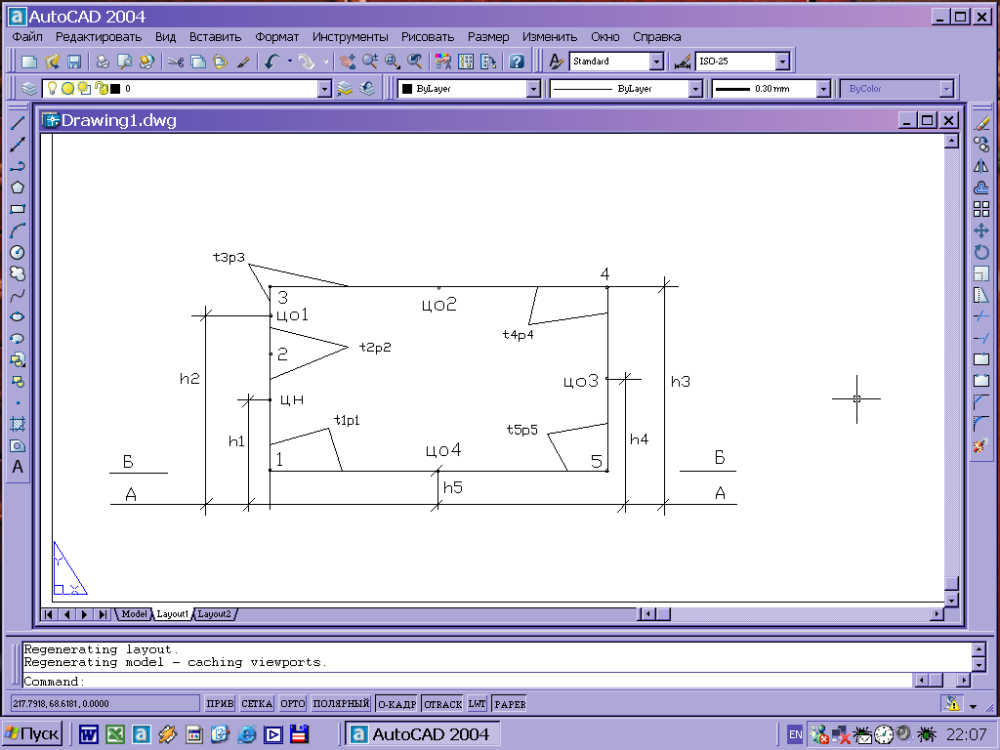 AutoCAD 2004
Файл Редактировать Вид Вставить Формат Инструменты Рисовать Размер Изменить Окно Справка
Standard ISO-25
0 ByLayer ByLayer 0.30 mm ByColor
Drawing1.dwg
t3p3
4
3
цо1
цо2
t4p4
2
t2p2
h2
цо3
h3
цн
t1p1
t5p5
h1
h4
цо4
Б
1
5
Б
h5
А
А
Y
X
Model Layout1 Layout2
Regenerating layout.
Regenerating model - caching viewports.
Command:
217.7918, 68.6181, 0.0000 ПРИВ СЕТКА ОРТО ПОЛЯРНЫЙ О-КАДР OTRACK LWT PAPER
Пуск AutoCAD 2004 EN 22:07